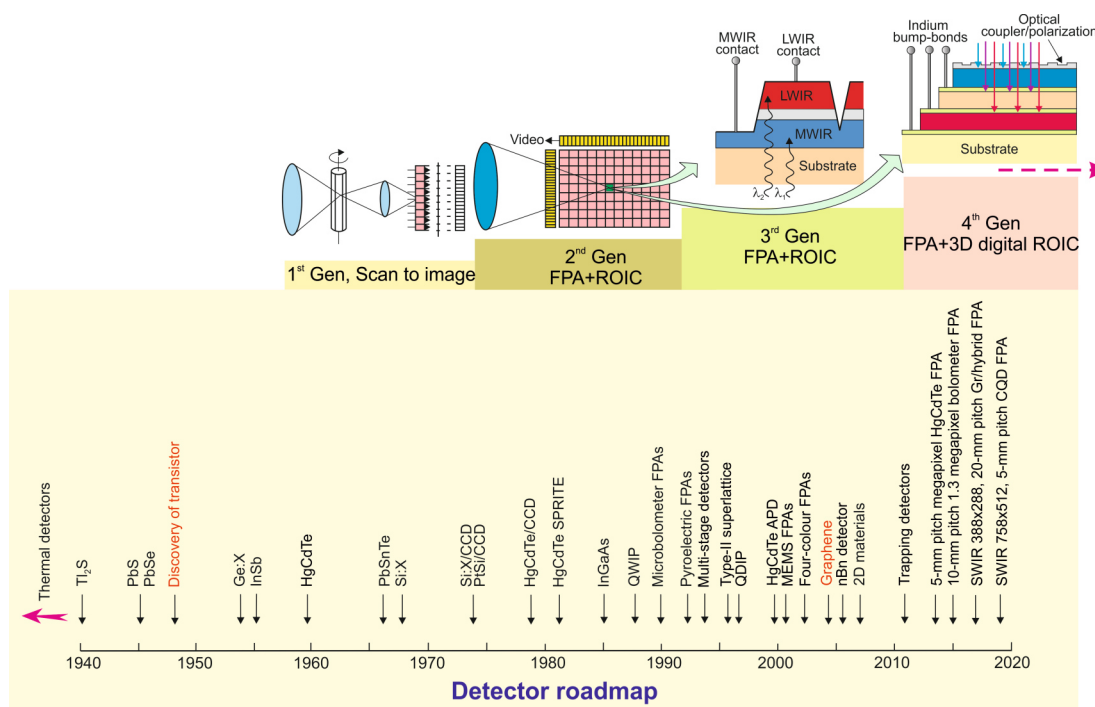 Indium bump-bonds
Optical coupler/polarization
MWIR contact
LWIR contact
LWIR
MWIR
Substrate
λ₂ λ₁
Video
Substrate
1st Gen, Scan to image
2nd Gen
FPA+ROIC
3rd Gen
FPA+ROIC
4th Gen
FPA+3D digital ROIC
Thermal detectors
Tl₂S
PbS
PbSe
Discovery of transistor
Ge:X
InSb
HgCdTe
PbSnTe
Si:X
Si:X/CCD
PtSi/CCD
HgCdTe/CCD
HgCdTe SPRITE
InGaAs
QWIP
Microbolometer FPAs
Pyroelectric FPAs
Multi-stage detectors
Type-II superlattice
QDIP
HgCdTe APD
MEMS FPAs
Four-colour FPAs
Graphene
nBn detector
2D materials
Trapping detectors
5-mm pitch megapixel HgCdTe FPA
10-mm pitch 1.3 megapixel bolometer FPA
SWIR 388x288, 20-mm pitch Gr/hybrid FPA
SWIR 758x512, 5-mm pitch CQD FPA
1940 1950 1960 1970 1980 1990 2000 2010 2020
Detector roadmap